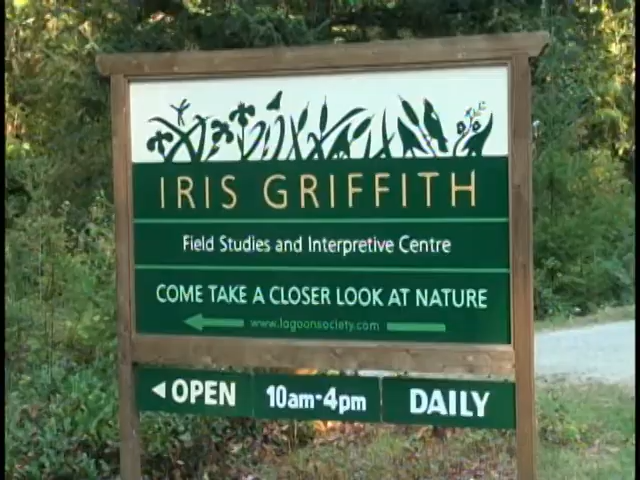 IRIS GRIFFITH
Field Studies and Interpretive Centre
COME TAKE A CLOSER LOOK AT NATURE
www.lagoonsociety.com
OPEN 10am-4pm DAILY